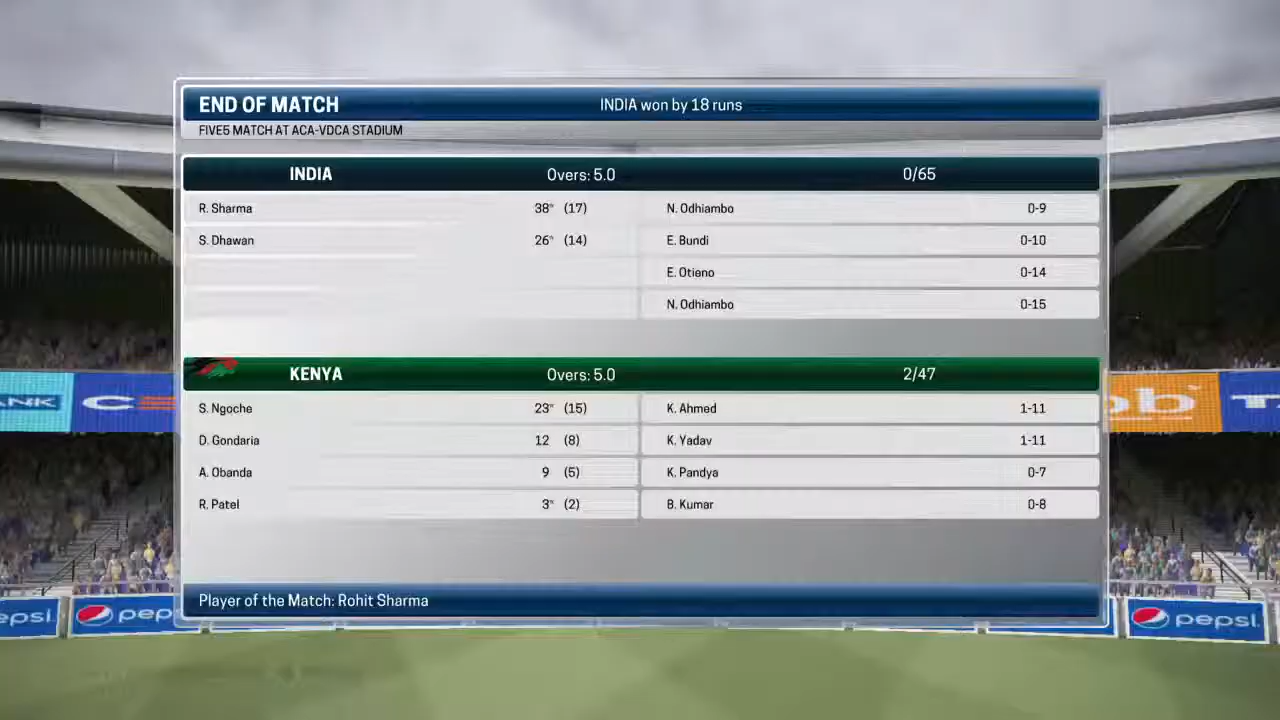 END OF MATCH INDIA won by 18 runs
FIVE5 MATCH AT ACA-VDCA STADIUM
INDIA Overs: 5.0 0/65
R. Sharma 38* (17) N. Odhiambo 0-9
S. Dhawan 26* (14) E. Bundi 0-10
E. Otieno 0-14
N. Odhiambo 0-15
KENYA Overs: 5.0 2/47
S. Ngoche 23* (15) K. Ahmed 1-11
D. Gondaria 12 (8) K. Yadav 1-11
A. Obanda 9 (5) K. Pandya 0-7
R. Patel 3* (2) B. Kumar 0-8
Player of the Match: Rohit Sharma
pepsi
pepsi.